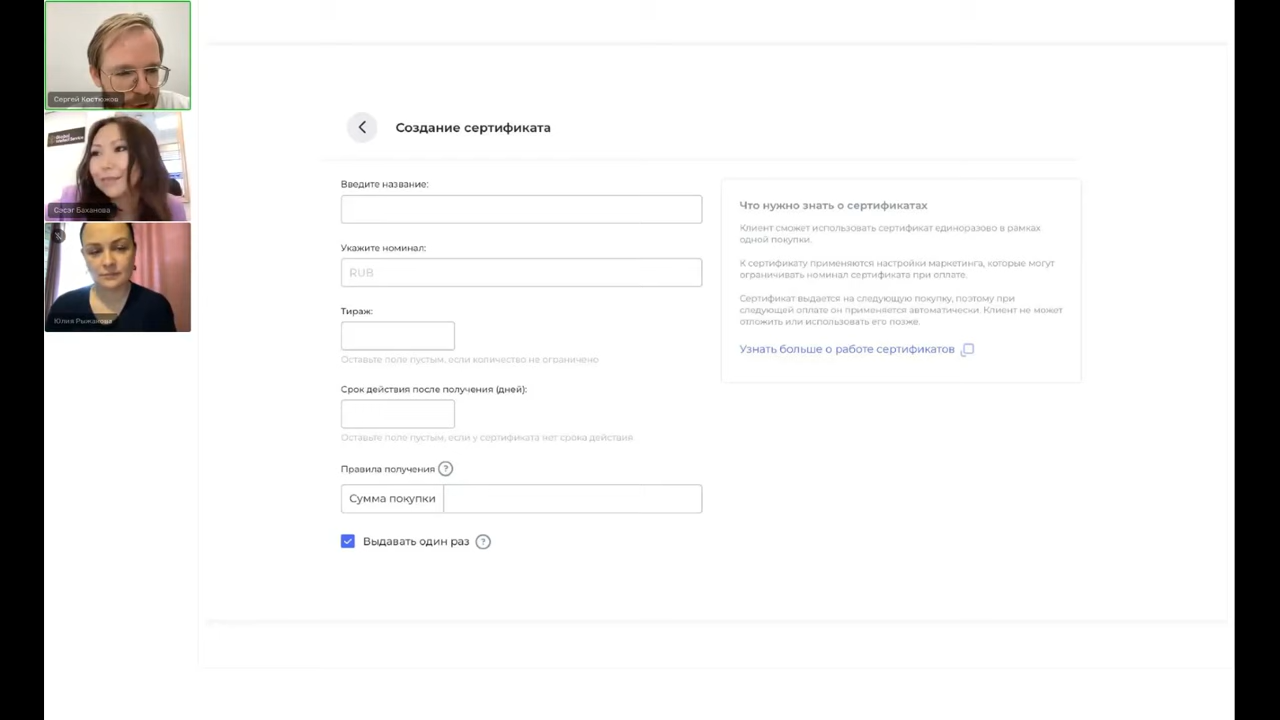 Сергей Костюжов
Сэсэг Баханова
Юлия Рыжакова
Создание сертификата
Введите название:
Укажите номинал:
RUB
Тираж:
Оставьте поле пустым, если количество не ограничено
Срок действия после получения (дней):
Оставьте поле пустым, если у сертификата нет срока действия
Правила получения ?
Сумма покупки
Выдавать один раз ?
Что нужно знать о сертификатах
Клиент сможет использовать сертификат единоразово в рамках
одной покупки.
К сертификату применяются настройки маркетинга, которые могут
ограничивать номинал сертификата при оплате.
Сертификат выдается на следующую покупку, поэтому при
следующей оплате он применяется автоматически. Клиент не может
отложить или использовать его позже.
Узнать больше о работе сертификатов